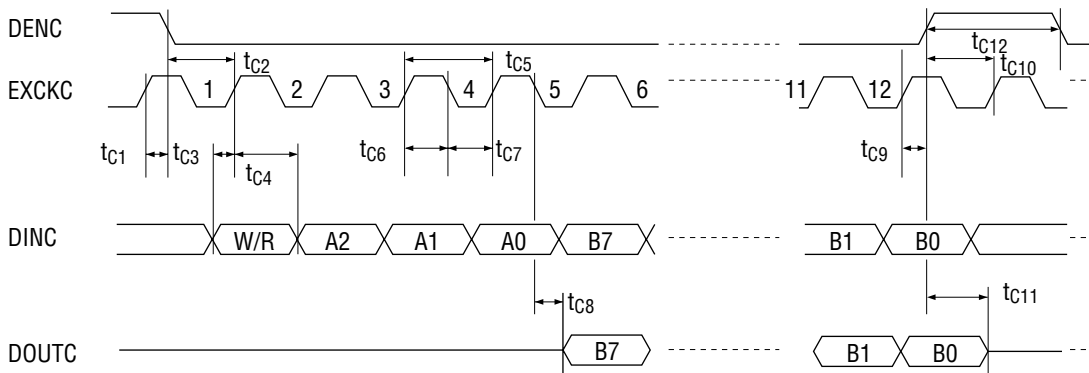 DENC
tC2 tC5 tC12
tC10
EXCKC 1 2 3 4 5 6 11 12
tC1 tC3 tC6 tC7 tC9
tC4
DINC W/R A2 A1 A0 B7 B1 B0
tC8 tC11
DOUTC B7 B1 B0